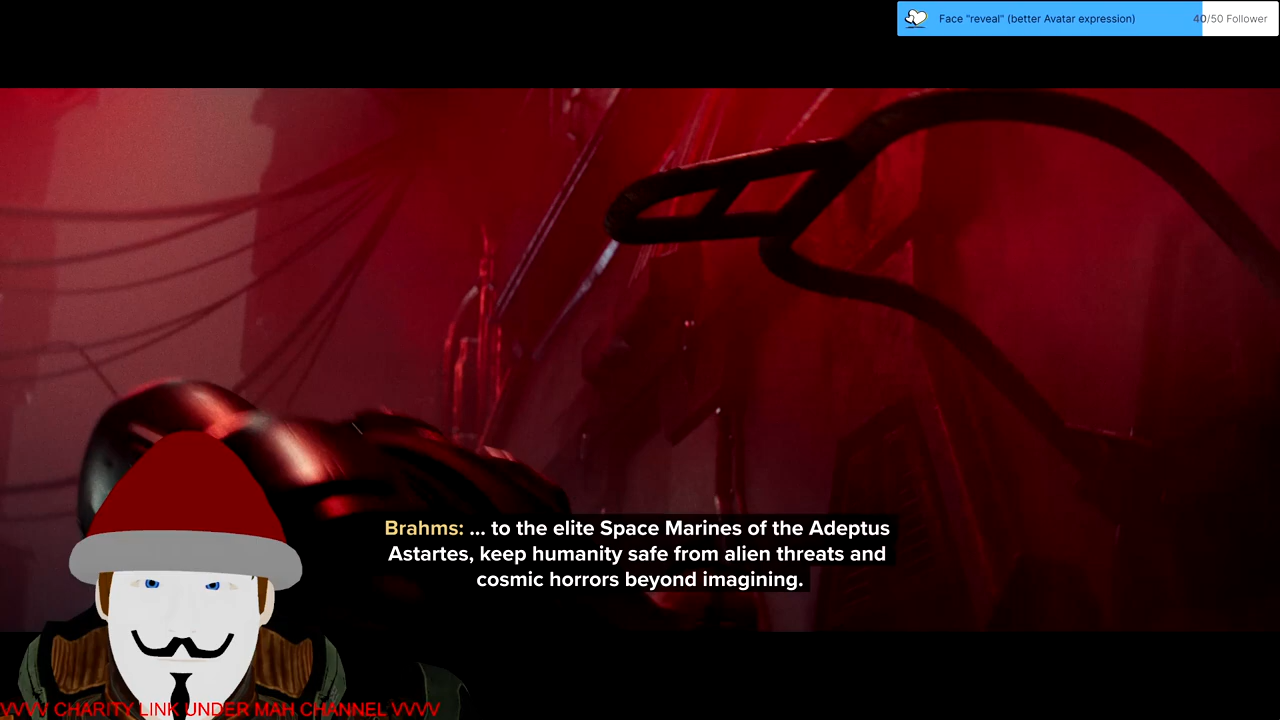 Face "reveal" (better Avatar expression) 40/50 Follower
Brahms: ... to the elite Space Marines of the Adeptus
Astartes, keep humanity safe from alien threats and
cosmic horrors beyond imagining.
VVVV CHARITY LINK UNDER MAH CHANNEL VVVV